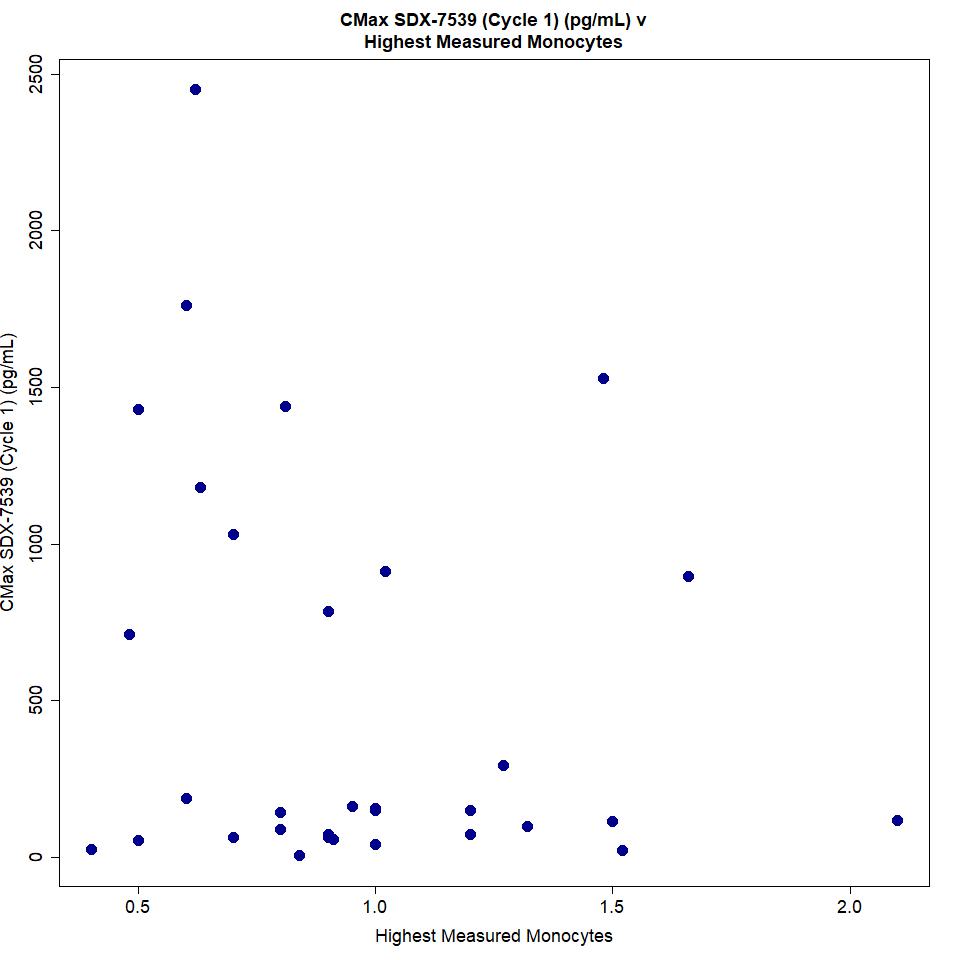 CMax SDX-7539 (Cycle 1) (pg/mL) v
Highest Measured Monocytes
CMax SDX-7539 (Cycle 1) (pg/mL)
2500
2000
1500
1000
500
0
0.5
1.0
1.5
2.0
Highest Measured Monocytes